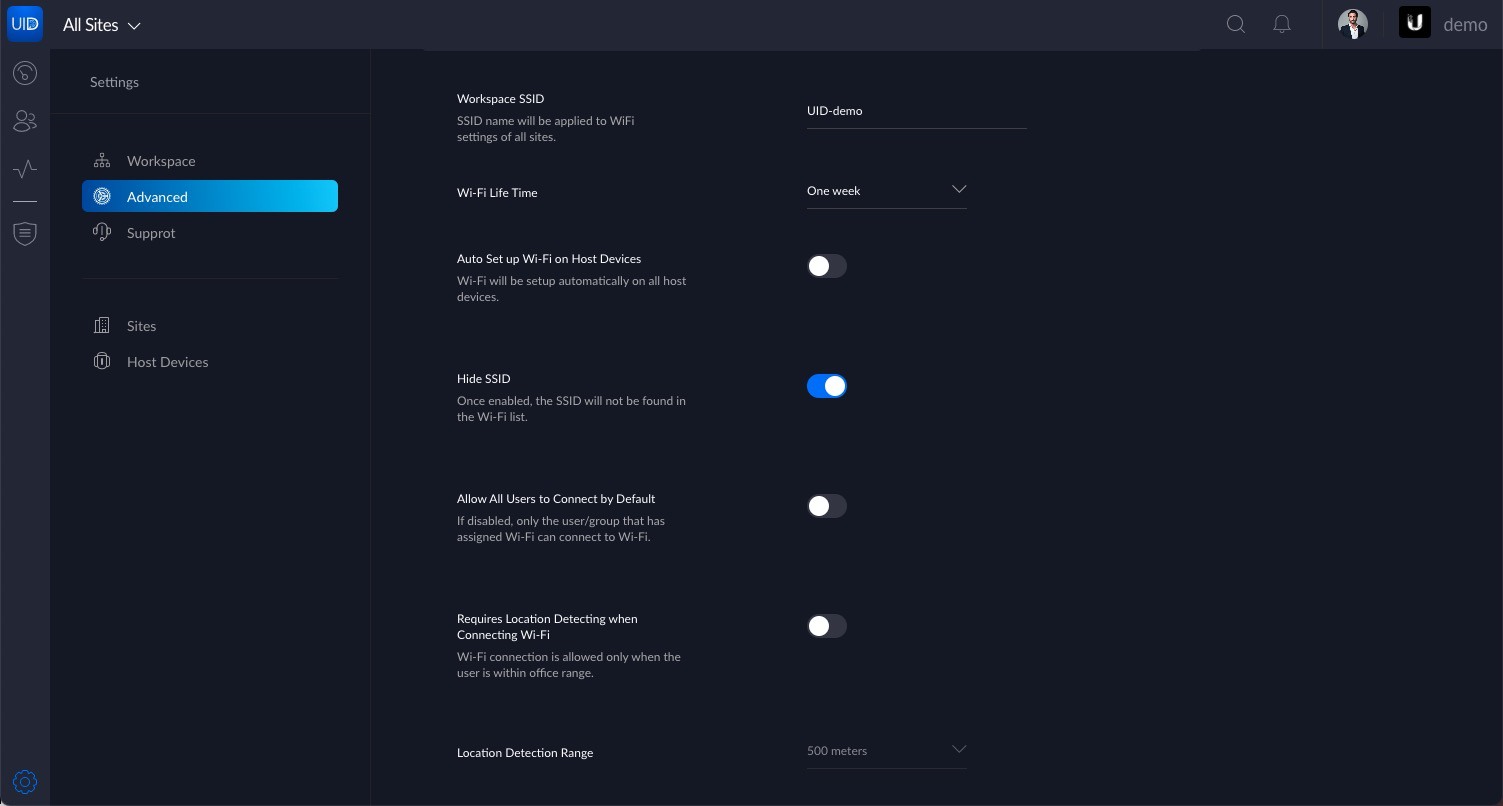 UID
All Sites
U
demo
Settings
Workspace
Advanced
Supprot
Sites
Host Devices
Workspace SSID
SSID name will be applied to WiFi
settings of all sites.
UID-demo
Wi-Fi Life Time
One week
Auto Set up Wi-Fi on Host Devices
Wi-Fi will be setup automatically on all host
devices.
Hide SSID
Once enabled, the SSID will not be found in
the Wi-Fi list.
Allow All Users to Connect by Default
If disabled, only the user/group that has
assigned Wi-Fi can connect to Wi-Fi.
Requires Location Detecting when
Connecting Wi-Fi
Wi-Fi connection is allowed only when the
user is within office range.
Location Detection Range
500 meters